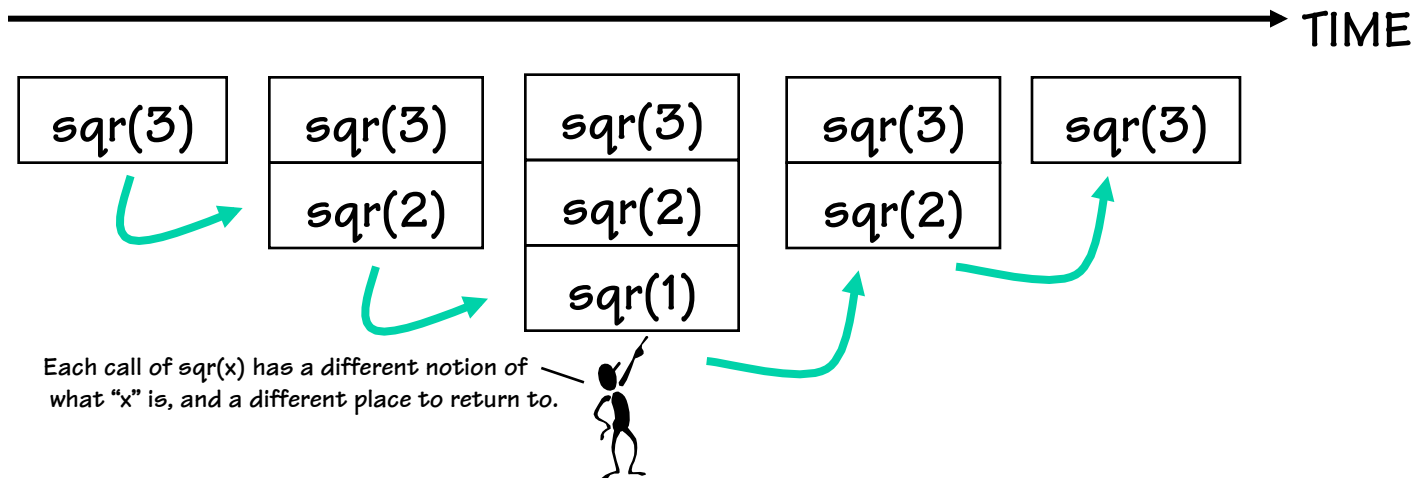 TIME
sqr(3)
sqr(3)
sqr(2)
sqr(3)
sqr(2)
sqr(1)
sqr(3)
sqr(2)
sqr(3)
Each call of sqr(x) has a different notion of
what “x” is, and a different place to return to.